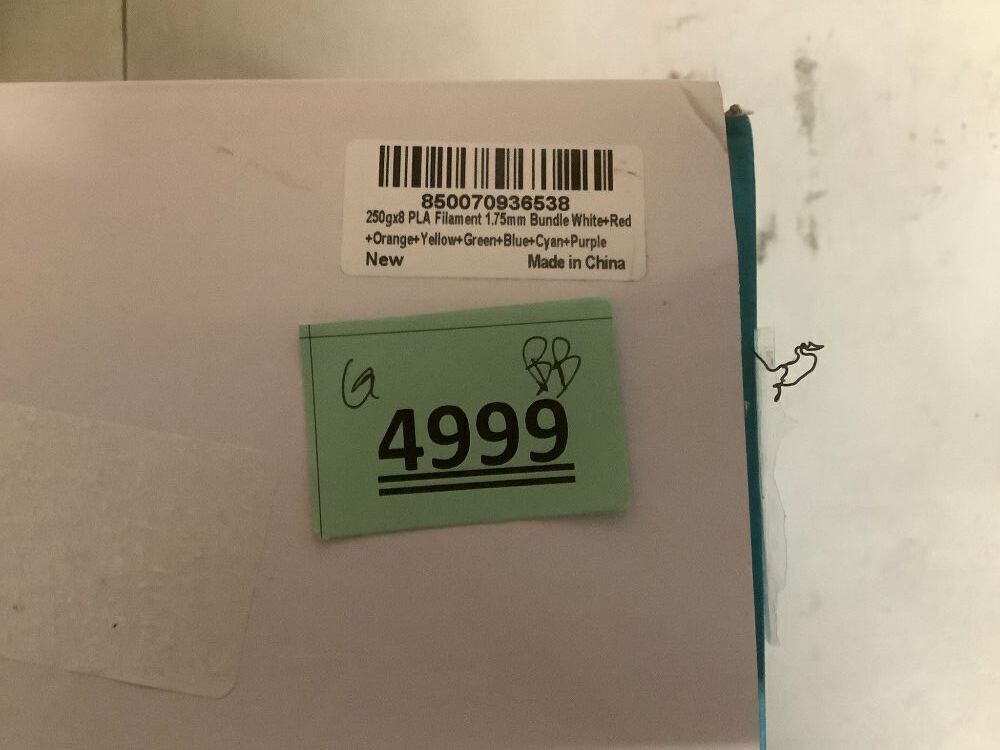 850070936538
250gx8 PLA Filament 1.75mm Bundle White+Red
+Orange+Yellow+Green+Blue+Cyan+Purple
New Made in China
G BB
4999